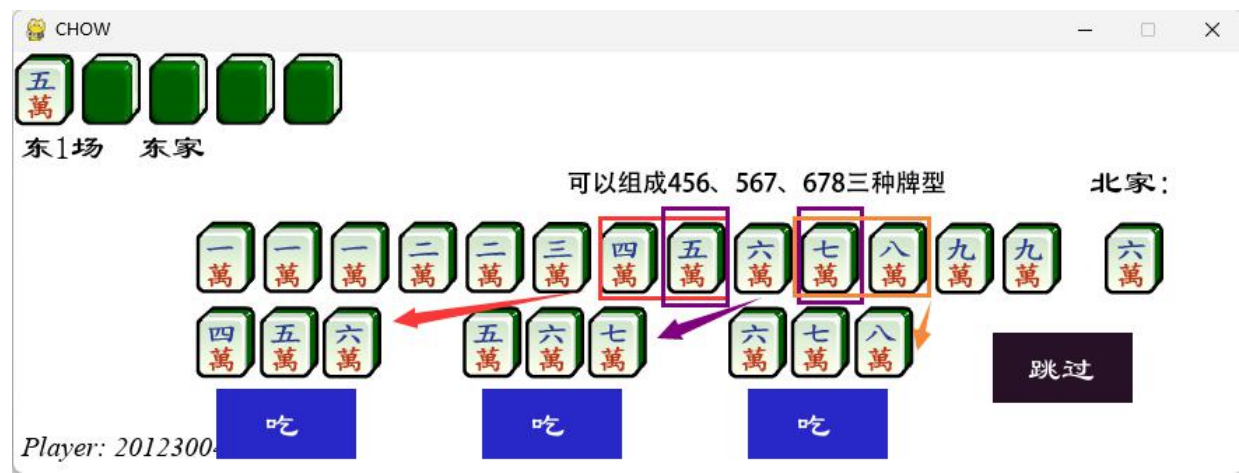 CHOW
五萬
东1场 东家
可以组成456、567、678三种牌型
北家：
一萬 一萬 一萬 二萬 二萬 三萬 四萬 五萬 六萬 七萬 八萬 九萬 九萬 六萬
四萬 五萬 六萬 五萬 六萬 七萬 六萬 七萬 八萬
跳过
吃 吃 吃
Player: 2012300